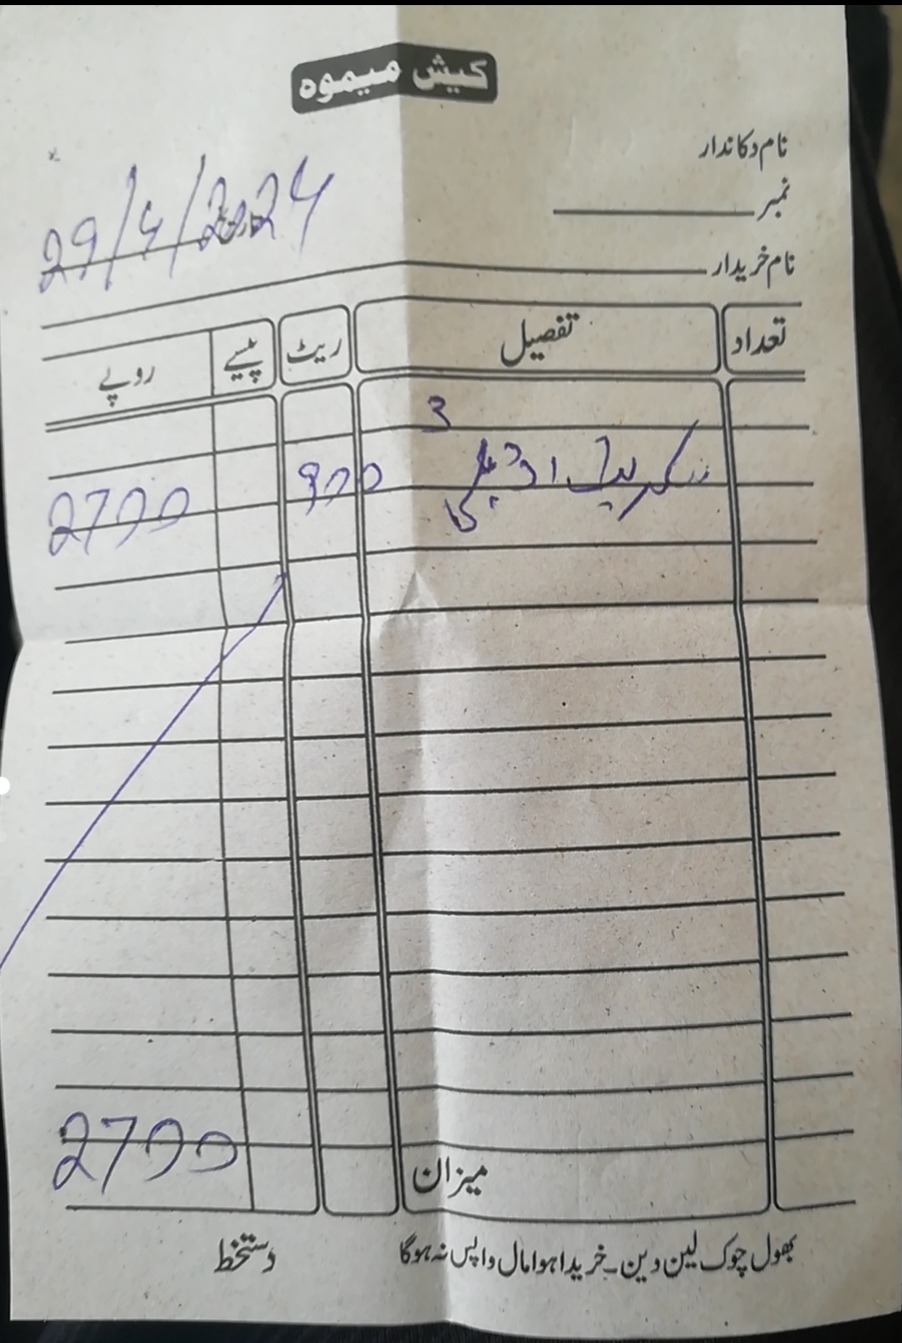 کیش میموہ
نام دکاندار
نمبر
29/4/2024
نام خریدار
تعداد تفصیل ریٹ پیسے روپے
3
900 2700
میزان 2700
بھول چوک لین دین۔ خریدا ہوا مال واپس نہ ہوگا دستخط